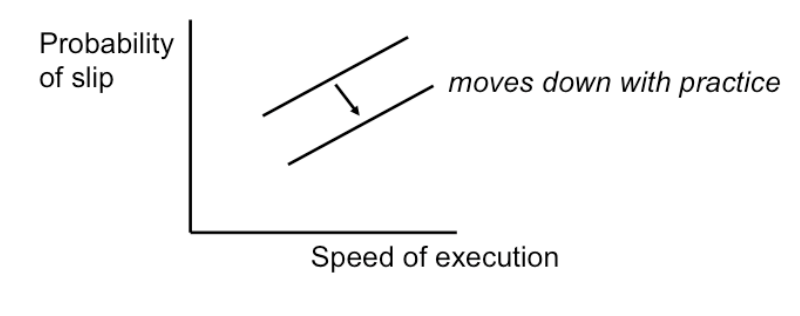 Probability
of slip
moves down with practice
Speed of execution